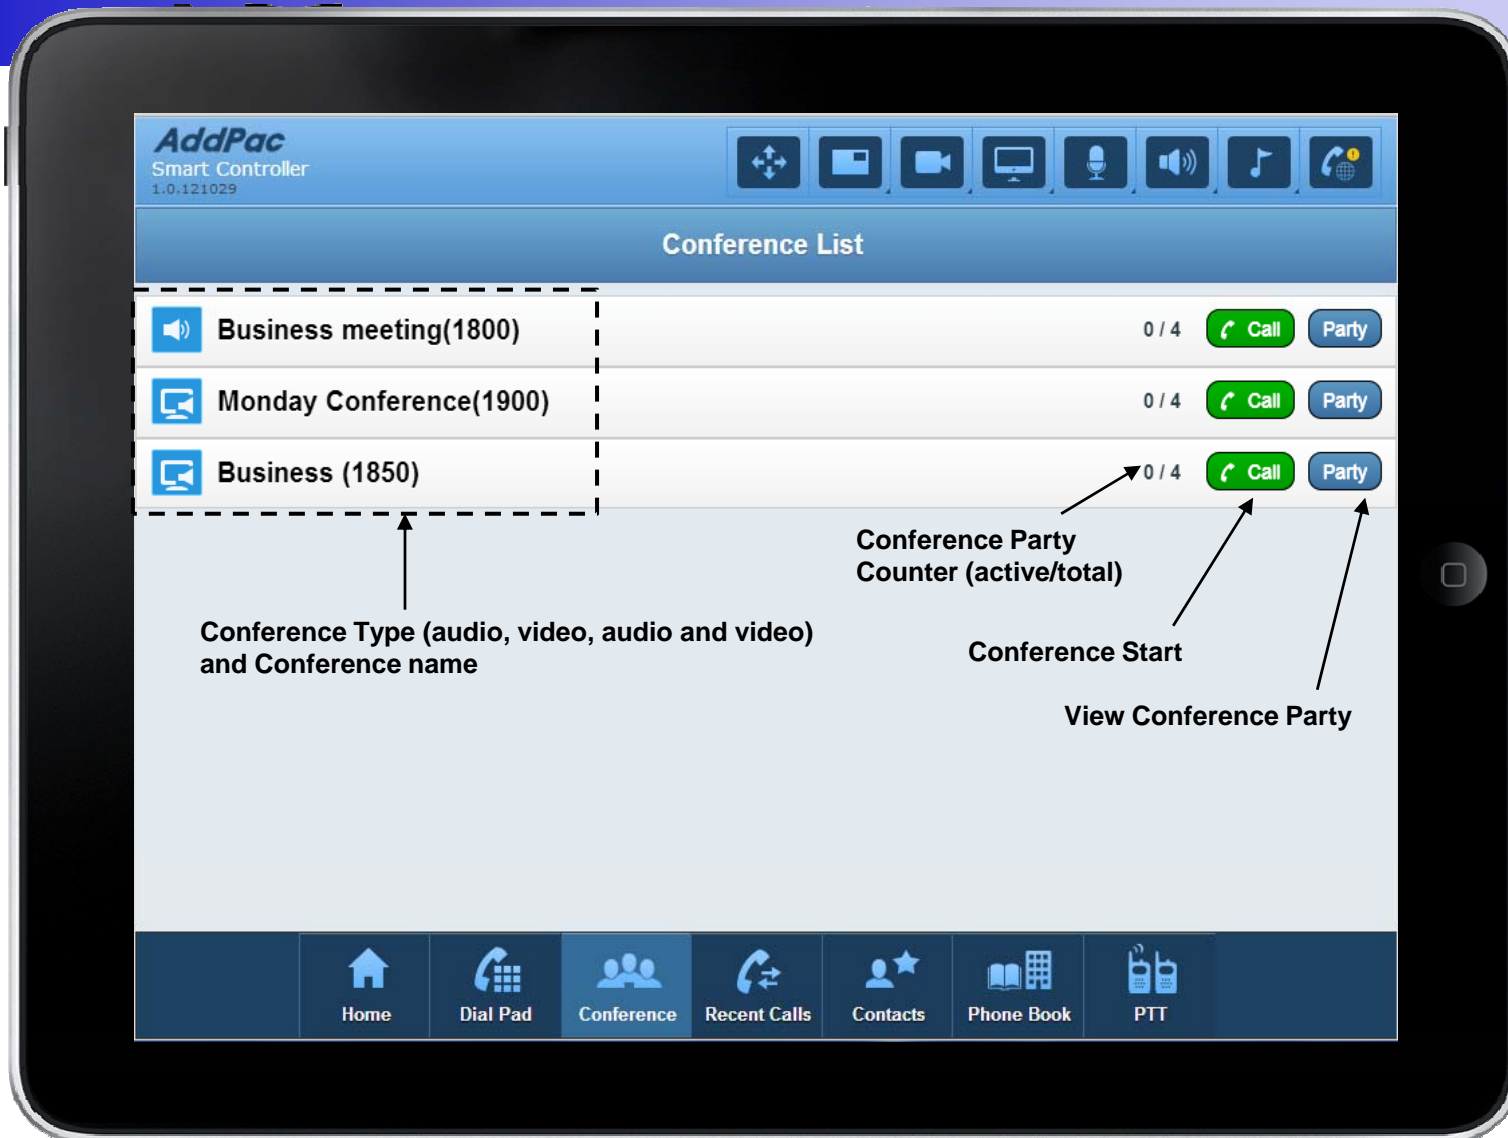 AddPac
Smart Controller
1.0.121029
Conference List
Business meeting(1800)
0 / 4 Call Party
Monday Conference(1900)
0 / 4 Call Party
Business (1850)
0 / 4 Call Party
Conference Party
Counter (active/total)
Conference Type (audio, video, audio and video)
and Conference name
Conference Start
View Conference Party
Home Dial Pad Conference Recent Calls Contacts Phone Book PTT